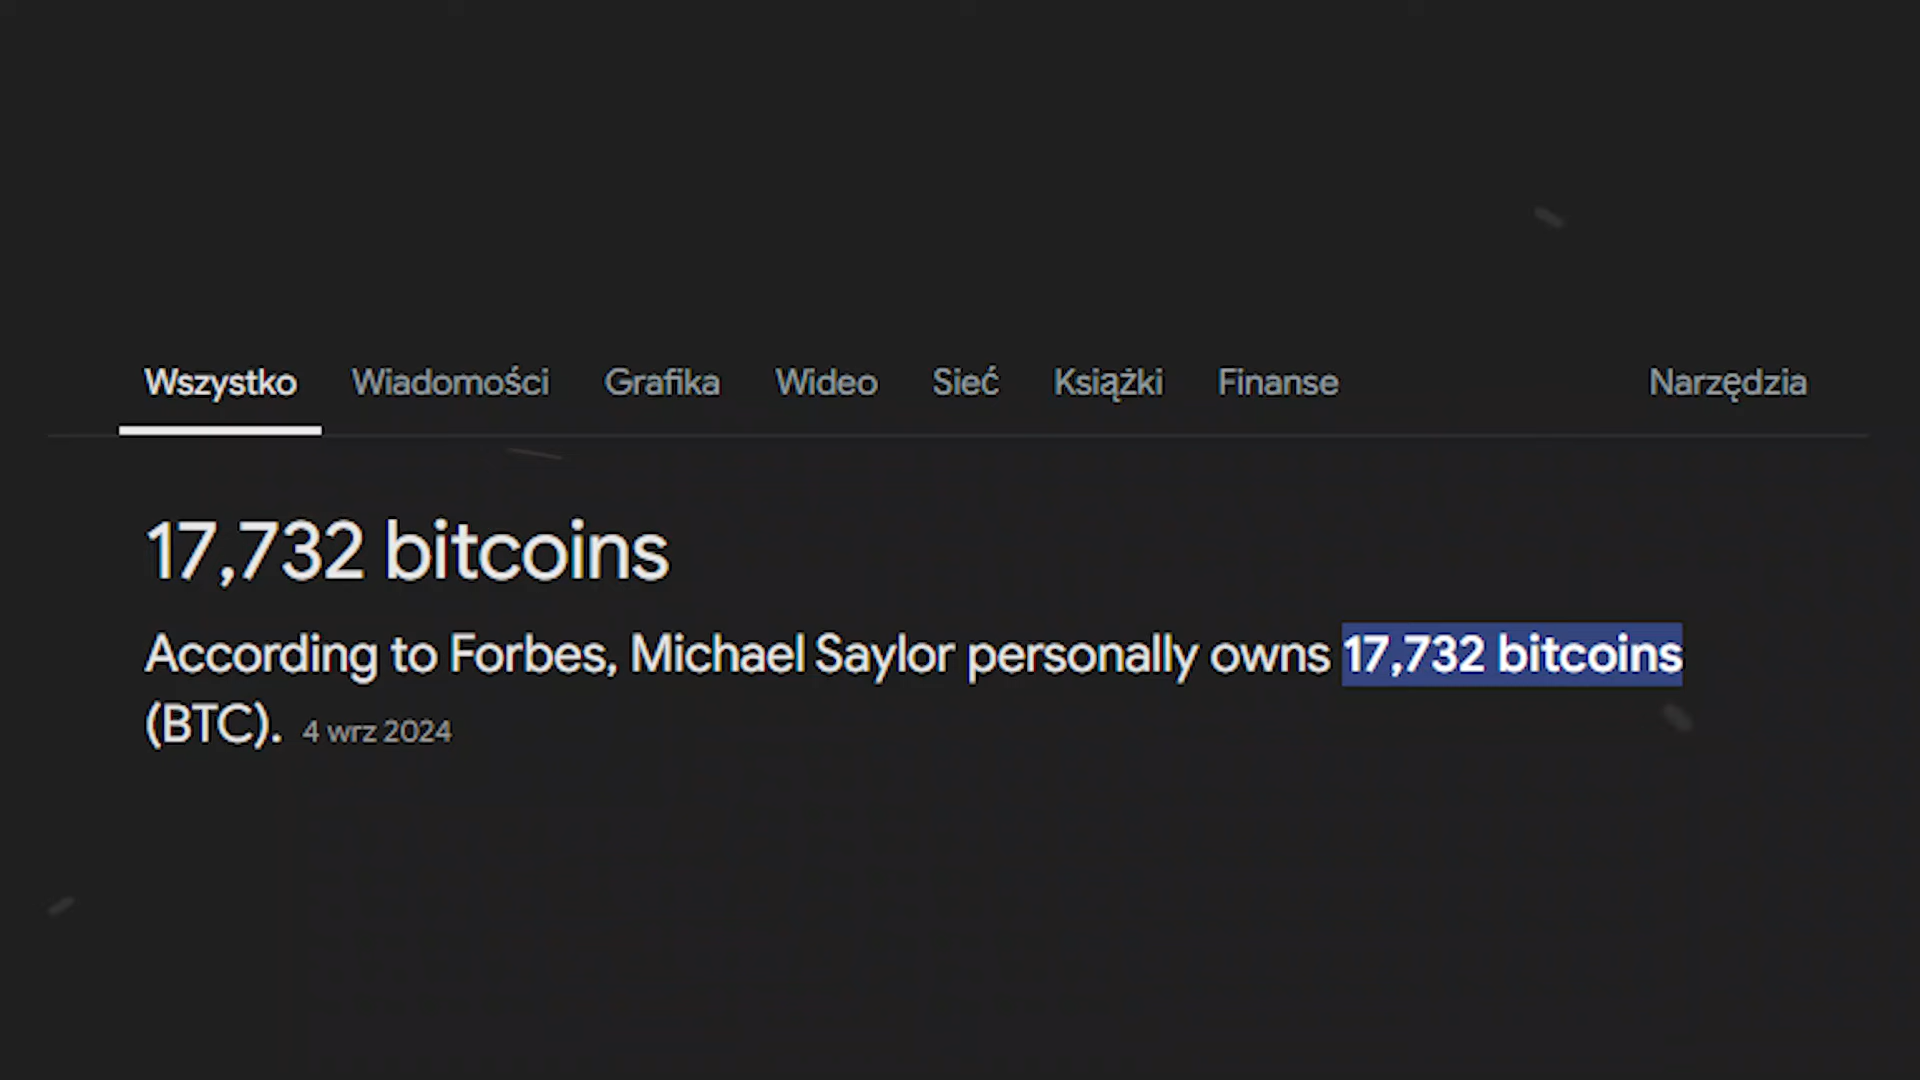 Wszystko Wiadomości Grafika Wideo Sieć Książki Finanse Narzędzia
17,732 bitcoins
According to Forbes, Michael Saylor personally owns 17,732 bitcoins
(BTC). 4 wrz 2024